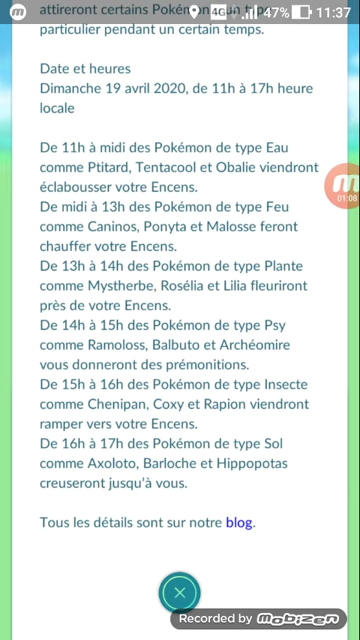 attireront certains Pokémon d'un type
4G 47% 11:37
particulier pendant un certain temps.
Date et heures
Dimanche 19 avril 2020, de 11h à 17h heure
locale
De 11h à midi des Pokémon de type Eau
comme Ptitard, Tentacool et Obalie viendront
éclabousser votre Encens.
01:08
De midi à 13h des Pokémon de type Feu
comme Caninos, Ponyta et Malosse feront
chauffer votre Encens.
De 13h à 14h des Pokémon de type Plante
comme Mystherbe, Rosélia et Lilia fleuriront
près de votre Encens.
De 14h à 15h des Pokémon de type Psy
comme Ramoloss, Balbuto et Archéomire
vous donneront des prémonitions.
De 15h à 16h des Pokémon de type Insecte
comme Chenipan, Coxy et Rapion viendront
ramper vers votre Encens.
De 16h à 17h des Pokémon de type Sol
comme Axoloto, Barloche et Hippopotas
creuseront jusqu'à vous.
Tous les détails sont sur notre blog.
Recorded by Mobizen